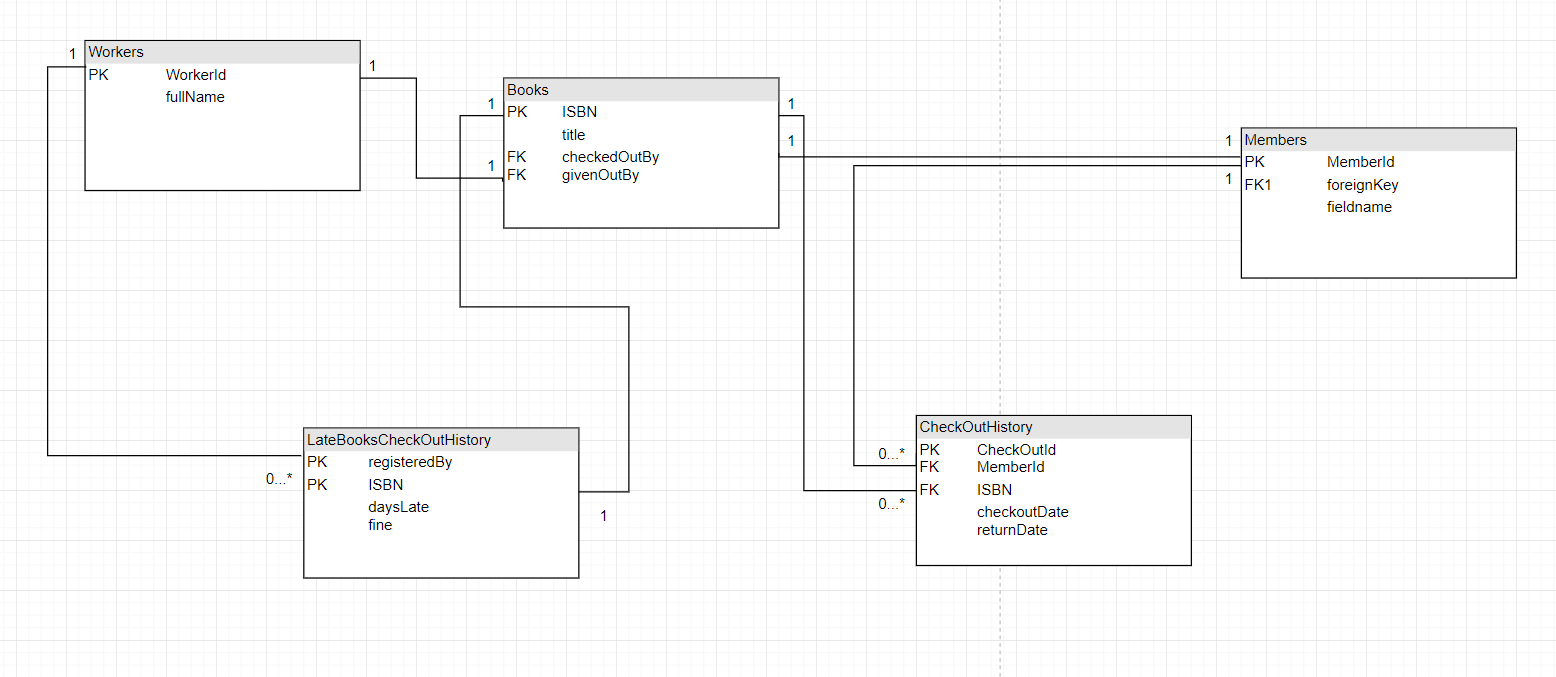 1 Workers
PK WorkerId
fullName
1
Books
1 PK ISBN 1
title
1
FK checkedOutBy
1 FK givenOutBy
1 Members
PK MemberId
1 FK1 foreignKey
fieldname
LateBooksCheckOutHistory
PK registeredBy
0...* PK ISBN
daysLate
fine
1
CheckOutHistory
0...* PK CheckOutId
FK MemberId
0...* FK ISBN
checkoutDate
returnDate